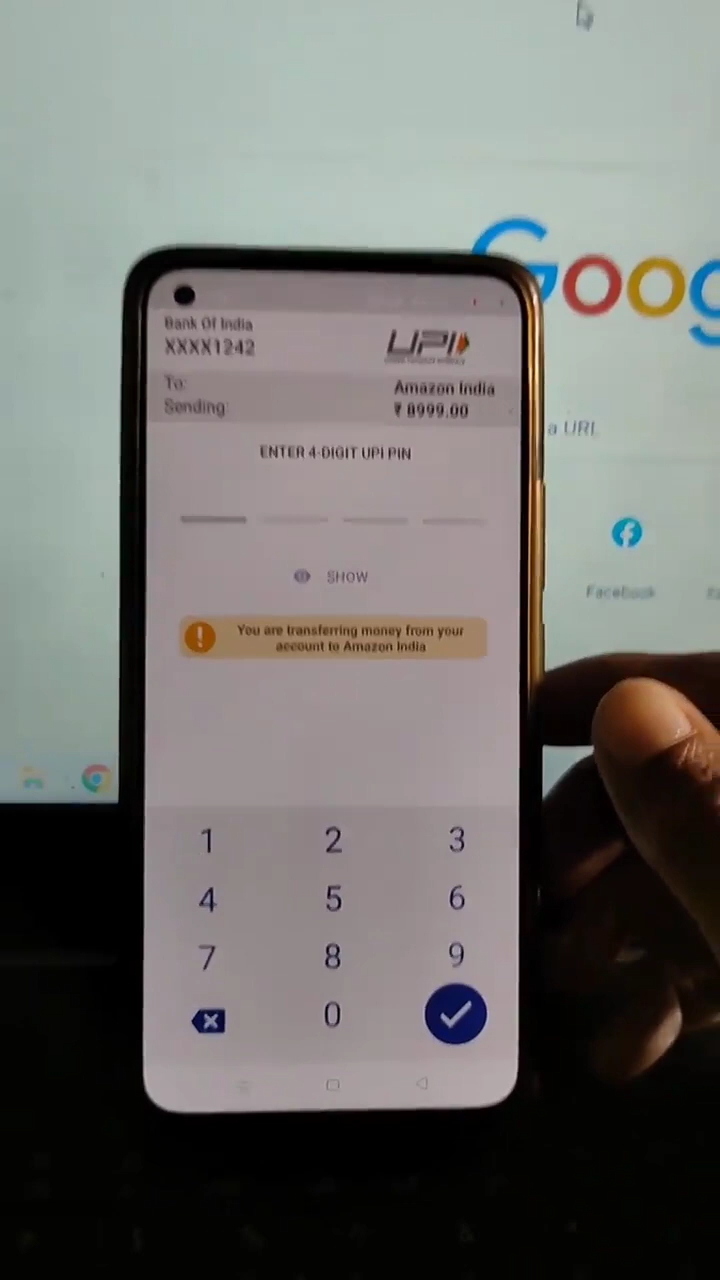 Goog
Bank Of India
XXXX1242
UPI
To:
Amazon India
Sending:
₹ 8999.00
a URL
ENTER 4-DIGIT UPI PIN
SHOW
Facebook
You are transferring money from your
account to Amazon India
1 2 3
4 5 6
7 8 9
0